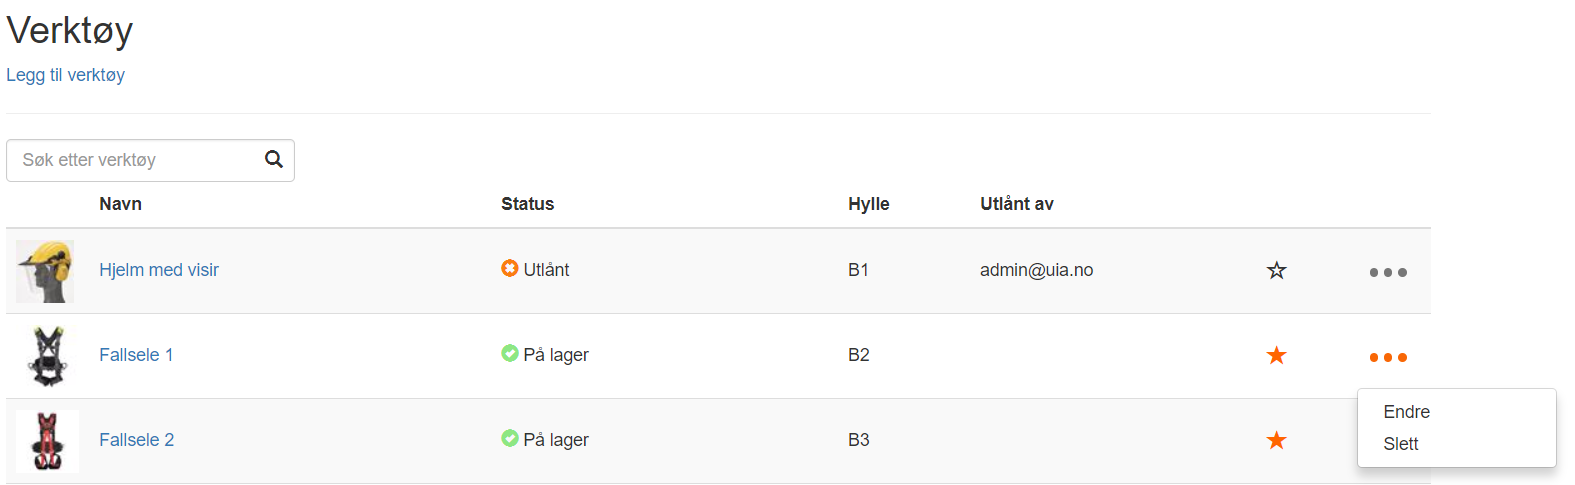 Verktøy
Legg til verktøy
Søk etter verktøy
Navn Status Hylle Utlånt av
Hjelm med visir Utlånt B1 admin@uia.no
Fallsele 1 På lager B2
Endre
Fallsele 2 På lager B3
Slett